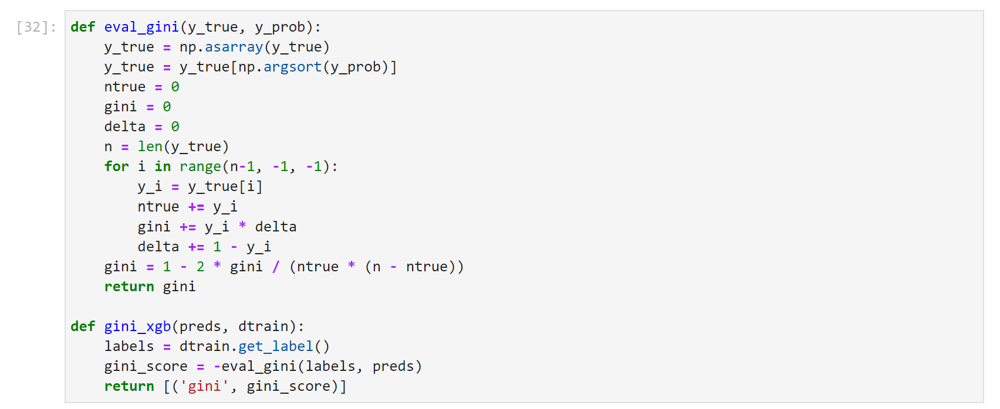 [32]: def eval_gini(y_true, y_prob):
    y_true = np.asarray(y_true)
    y_true = y_true[np.argsort(y_prob)]
    ntrue = 0
    gini = 0
    delta = 0
    n = len(y_true)
    for i in range(n-1, -1, -1):
        y_i = y_true[i]
        ntrue += y_i
        gini += y_i * delta
        delta += 1 - y_i
    gini = 1 - 2 * gini / (ntrue * (n - ntrue))
    return gini

def gini_xgb(preds, dtrain):
    labels = dtrain.get_label()
    gini_score = -eval_gini(labels, preds)
    return [('gini', gini_score)]